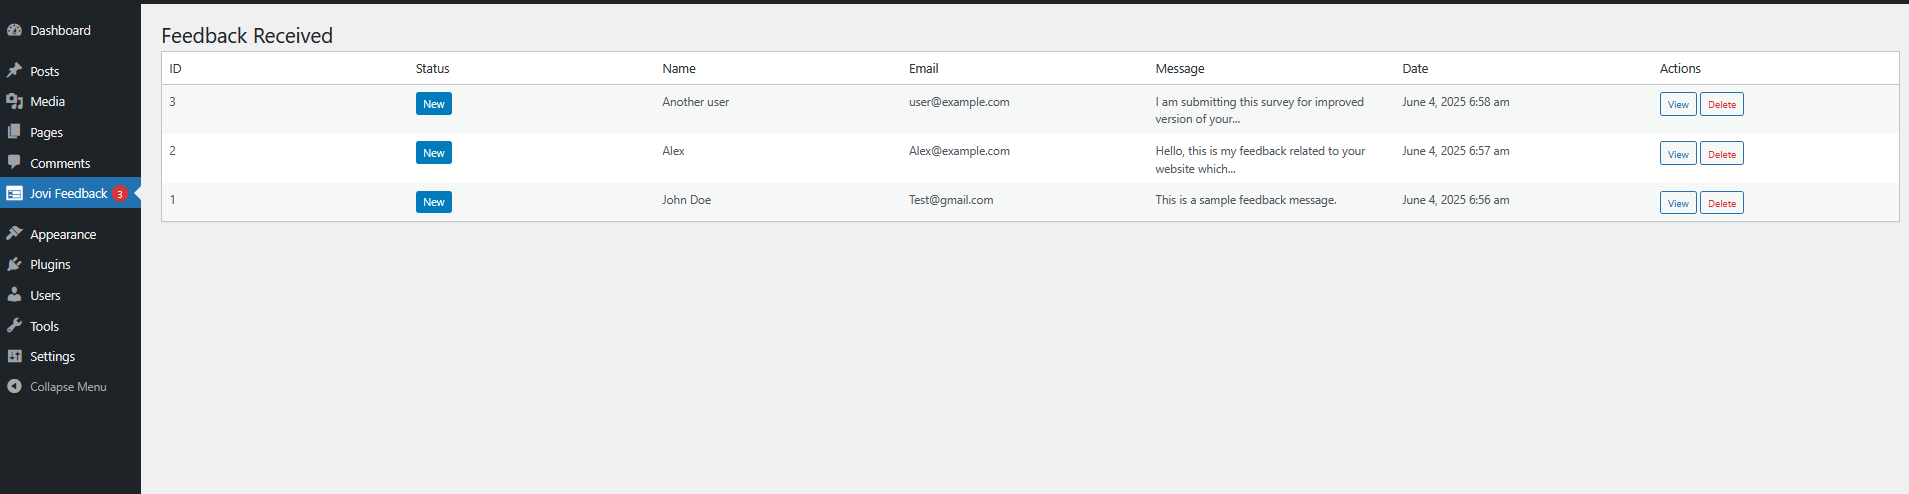 Dashboard
Posts
Media
Pages
Comments
Jovi Feedback 3
Appearance
Plugins
Users
Tools
Settings
Collapse Menu
Feedback Received
ID Status Name Email Message Date Actions
3 New Another user user@example.com I am submitting this survey for improved June 4, 2025 6:58 am View Delete
version of your...
2 New Alex Alex@example.com Hello, this is my feedback related to your June 4, 2025 6:57 am View Delete
website which...
1 New John Doe Test@gmail.com This is a sample feedback message. June 4, 2025 6:56 am View Delete